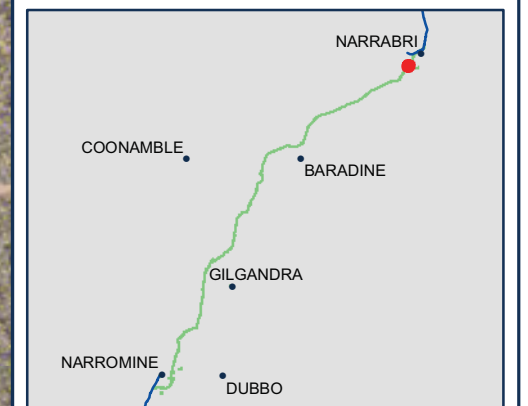 NARRABRI
COONAMBLE
BARADINE
GILGANDRA
NARROMINE
DUBBO